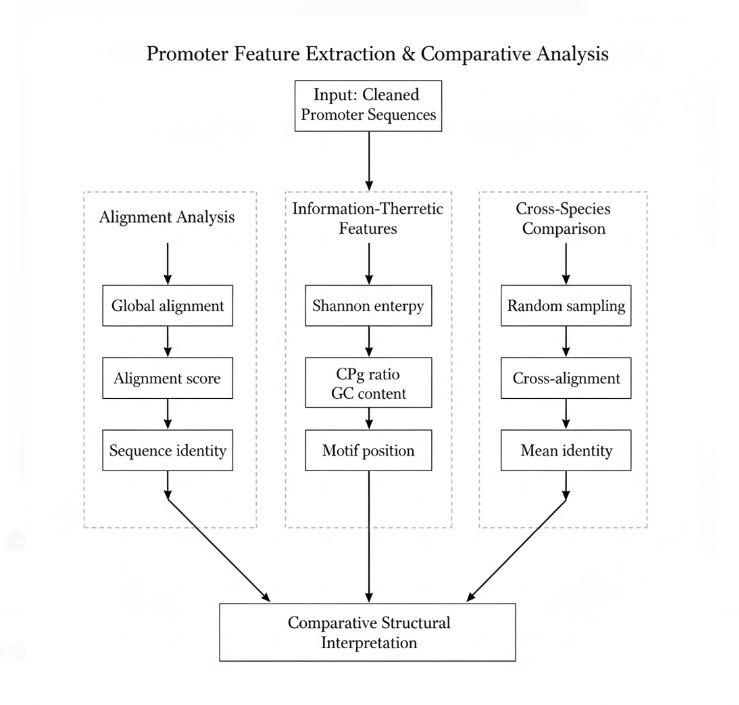 Promoter Feature Extraction & Comparative Analysis
Input: Cleaned
Promoter Sequences
Alignment Analysis
Global alignment
Alignment score
Sequence identity
Information-Therretic
Features
Shannon enterpy
CPg ratio
GC content
Motif position
Cross-Species
Comparison
Random sampling
Cross-alignment
Mean identity
Comparative Structural
Interpretation